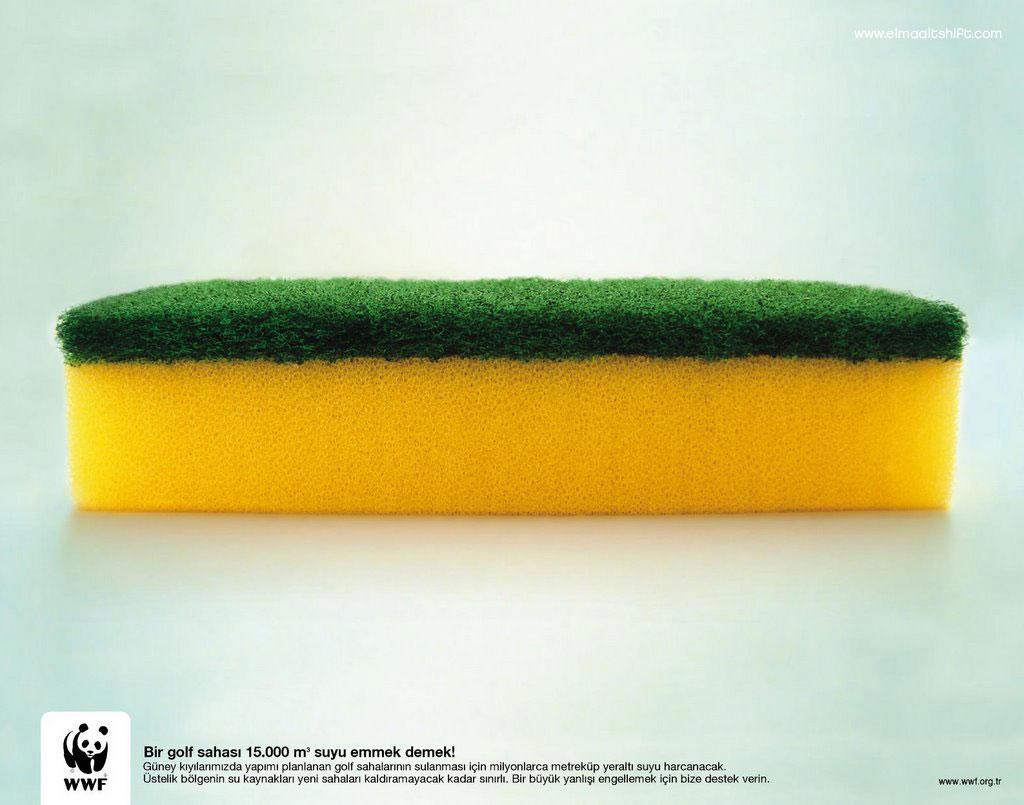 www.elmaaltshift.com
Bir golf sahası 15.000 m³ suyu emmek demek!
Güney kıyılarımızda yapımı planlanan golf sahalarının sulanması için milyonlarca metreküp yeraltı suyu harcanacak.
Üstelik bölgenin su kaynakları yeni sahaları kaldıramayacak kadar sınırlı. Bir büyük yanlışı engellemek için bize destek verin.
WWF
www.wwf.org.tr